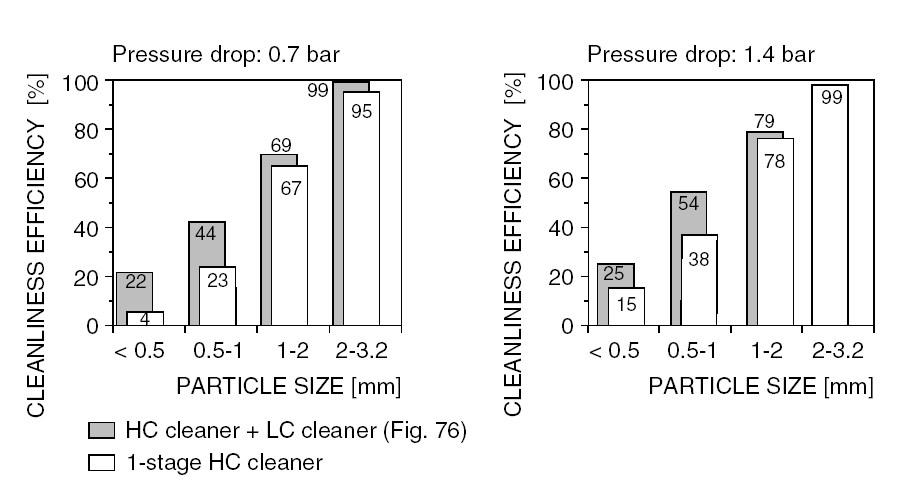 Pressure drop: 0.7 bar
CLEANLINESS EFFICIENCY [%]
100
80
60
40
20
0
22
4
44
23
69
67
99
95
< 0.5 0.5-1 1-2 2-3.2
PARTICLE SIZE [mm]
Pressure drop: 1.4 bar
CLEANLINESS EFFICIENCY [%]
100
80
60
40
20
0
25
15
54
38
79
78
99
< 0.5 0.5-1 1-2 2-3.2
PARTICLE SIZE [mm]
HC cleaner + LC cleaner (Fig. 76)
1-stage HC cleaner